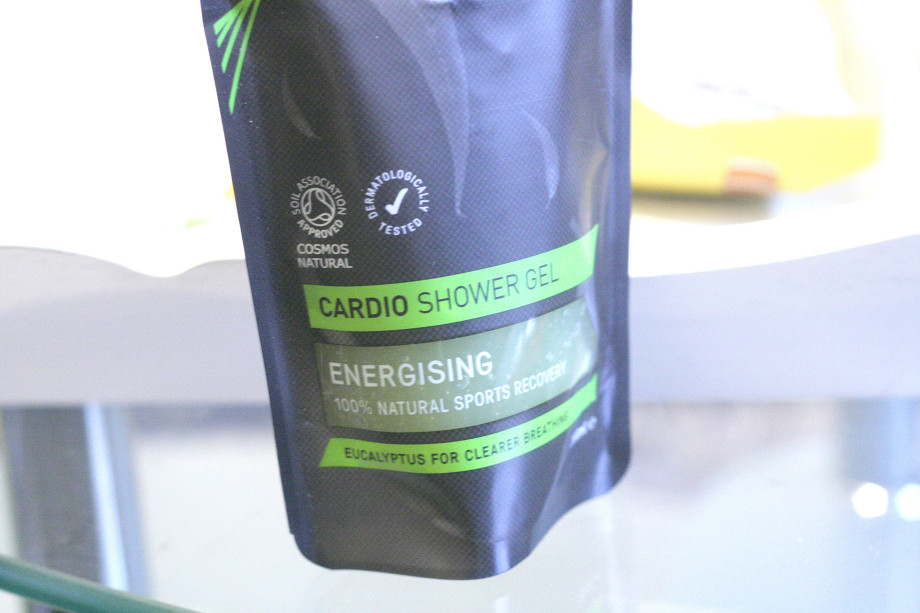 SOIL ASSOCIATION
APPROVED
COSMOS
NATURAL
DERMATOLOGICALLY
TESTED
CARDIO SHOWER GEL
ENERGISING
100% NATURAL SPORTS RECOVERY
EUCALYPTUS FOR CLEARER BREATHING